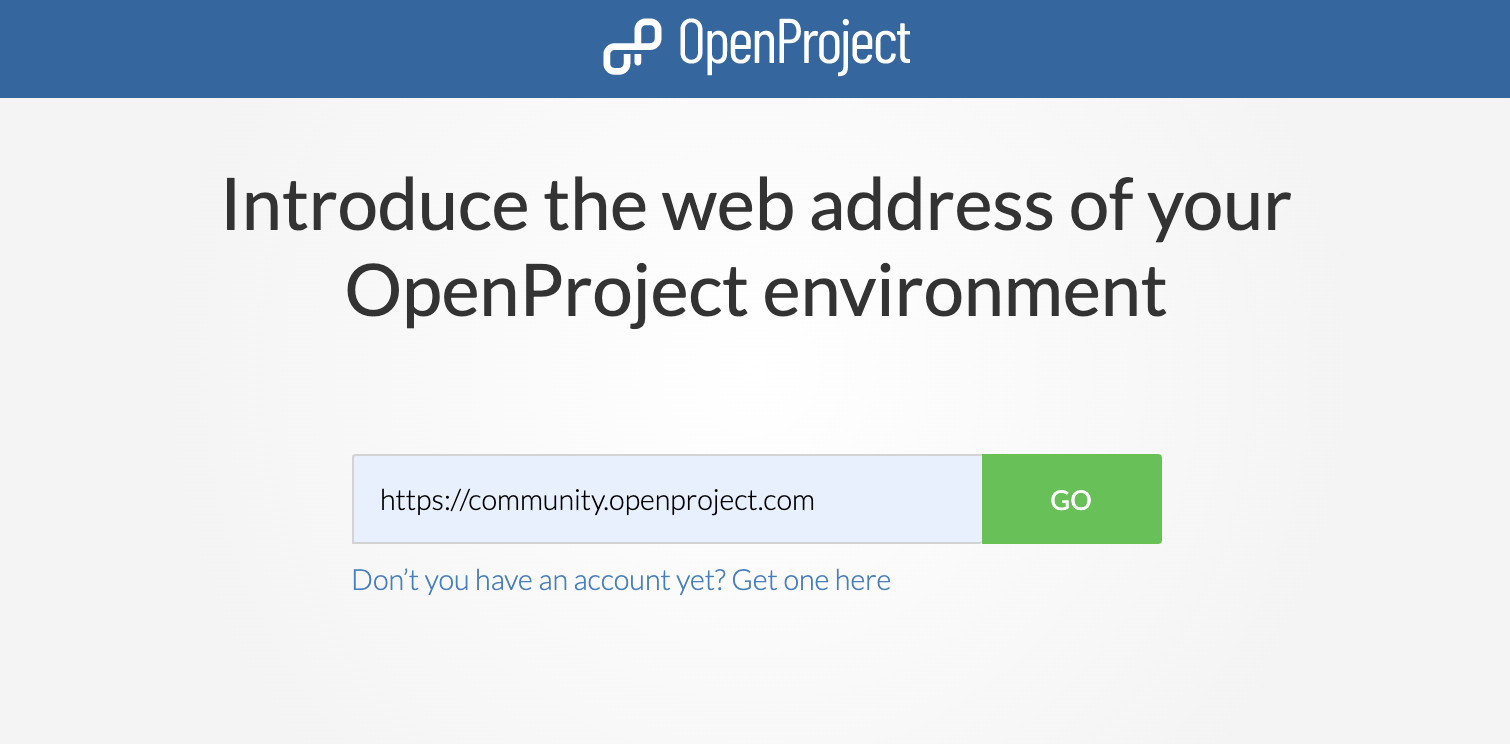 OpenProject
Introduce the web address of your
OpenProject environment
https://community.openproject.com
GO
Don’t you have an account yet? Get one here